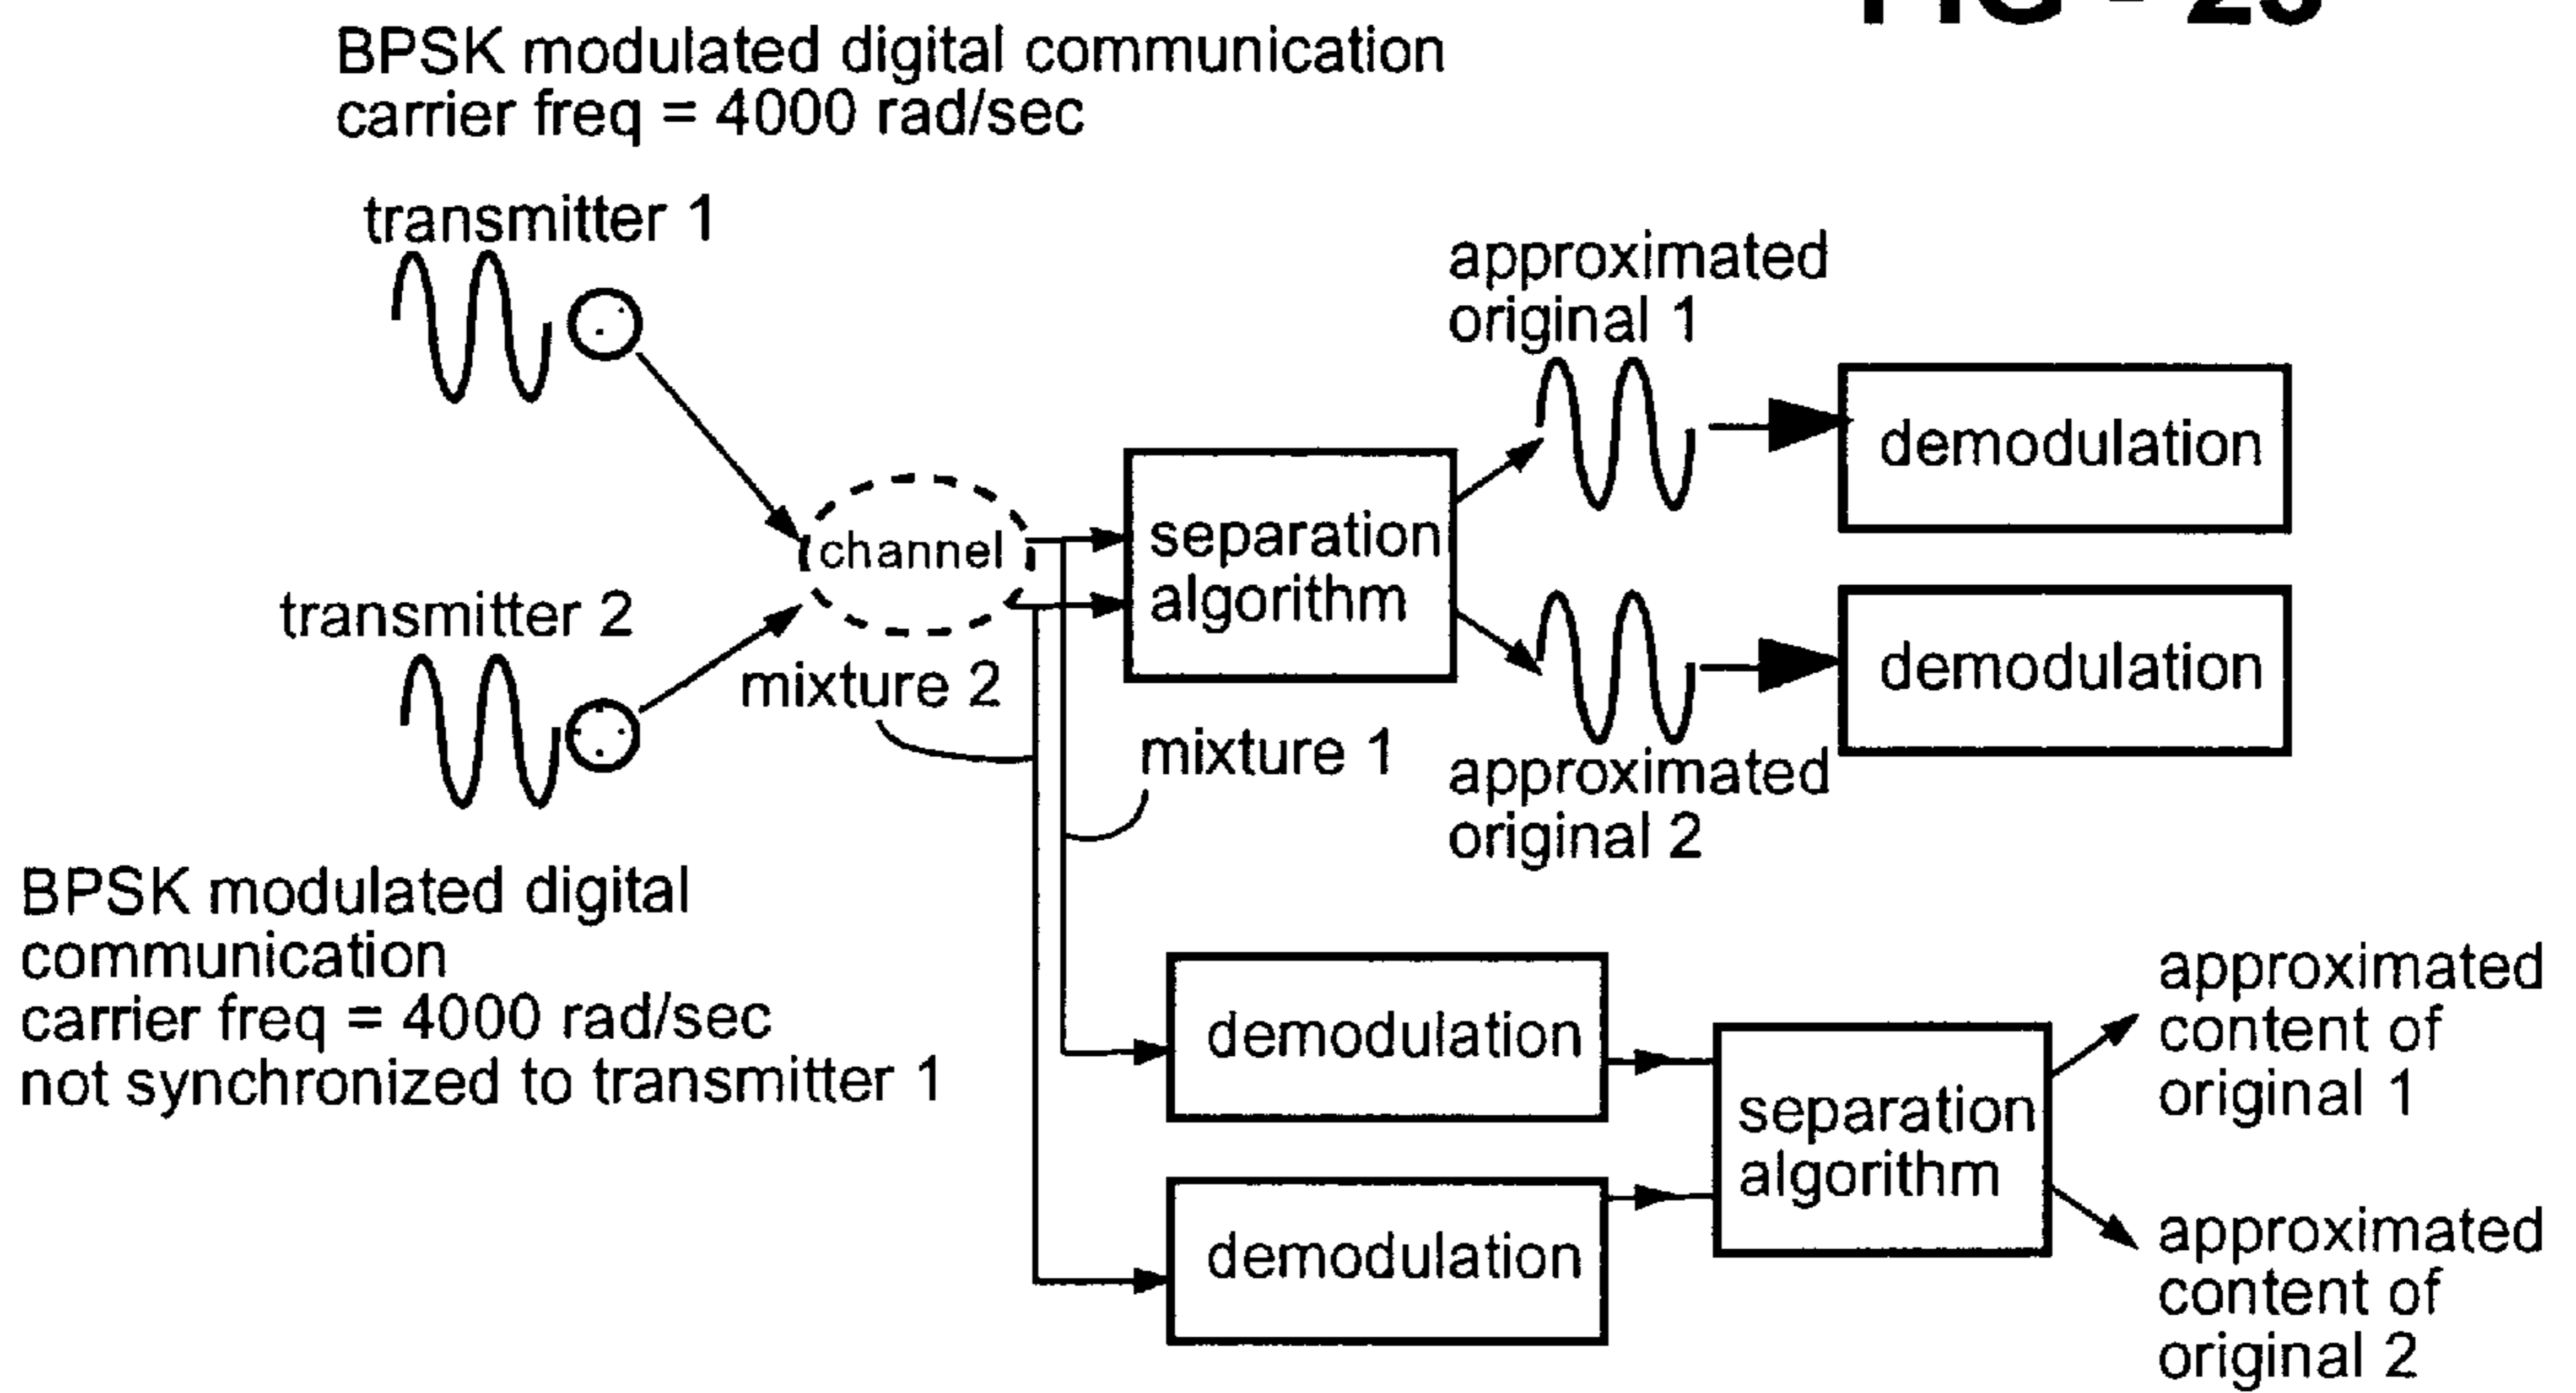 BPSK modulated digital communication
carrier freq = 4000 rad/sec
transmitter 1
approximated
original 1
demodulation
channel
separation
algorithm
transmitter 2
demodulation
mixture 2
mixture 1
approximated
original 2
BPSK modulated digital
communication
carrier freq = 4000 rad/sec
not synchronized to transmitter 1
demodulation
separation
algorithm
approximated
content of
original 1
demodulation
approximated
content of
original 2